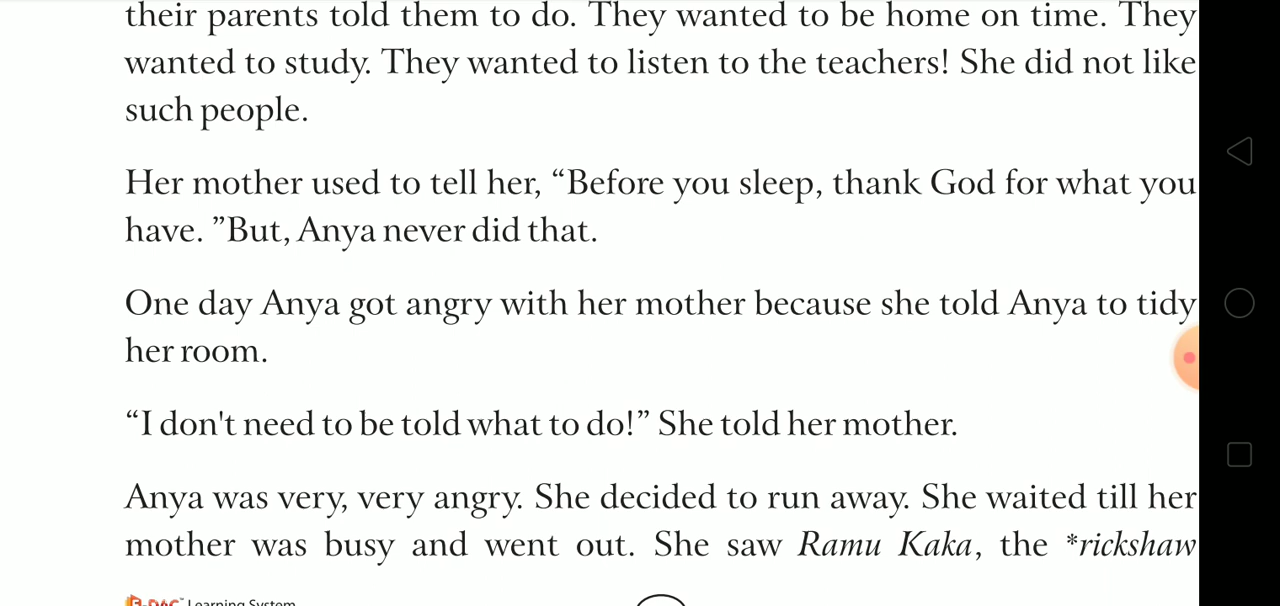 their parents told them to do. They wanted to be home on time. They
wanted to study. They wanted to listen to the teachers! She did not like
such people.
Her mother used to tell her, “Before you sleep, thank God for what you
have. ”But, Anya never did that.
One day Anya got angry with her mother because she told Anya to tidy
her room.
“I don't need to be told what to do!” She told her mother.
Anya was very, very angry. She decided to run away. She waited till her
mother was busy and went out. She saw Ramu Kaka, the *rickshaw
Learning System